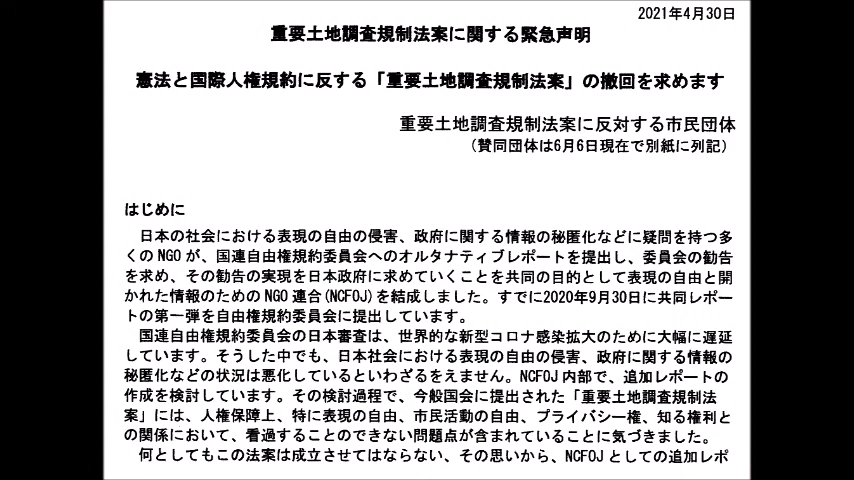 2021年4月30日
重要土地調査規制法案に関する緊急声明
憲法と国際人権規約に反する「重要土地調査規制法案」の撤回を求めます
重要土地調査規制法案に反対する市民団体
（賛同団体は6月6日現在で別紙に列記）
はじめに
日本の社会における表現の自由の侵害、政府に関する情報の秘匿化などに疑問を持つ多
くの NGO が、国連自由権規約委員会へのオルタナティブレポートを提出し、委員会の勧告
を求め、その勧告の実現を日本政府に求めていくことを共同の目的として表現の自由と開
かれた情報のための NGO 連合(NCFOJ)を結成しました。すでに2020年9月30日に共同レポー
トの第一弾を自由権規約委員会に提出しています。
国連自由権規約委員会の日本審査は、世界的な新型コロナ感染拡大のために大幅に遅延
しています。そうした中でも、日本社会における表現の自由の侵害、政府に関する情報の
秘匿化などの状況は悪化しているといわざるをえません。NCFOJ 内部で、追加レポートの
作成を検討しています。その検討過程で、今般国会に提出された「重要土地調査規制法
案」には、人権保障上、特に表現の自由、市民活動の自由、プライバシー権、知る権利と
の関係において、看過することのできない問題点が含まれていることに気づきました。
何としてもこの法案は成立させてはならない、その思いから、NCFOJ としての追加レポ